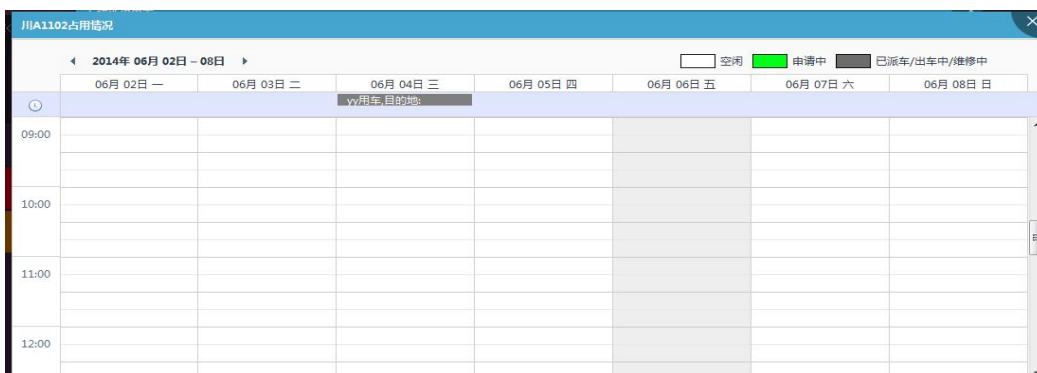 川A1102占用情况
2014年 06月 02日 – 08日 空闲 申请中 已派车/出车中/维修中
06月 02日 一 06月 03日 二 06月 04日 三 06月 05日 四 06月 06日 五 06月 07日 六 06月 08日 日
yy用车,目的地:
09:00
10:00
11:00
12:00